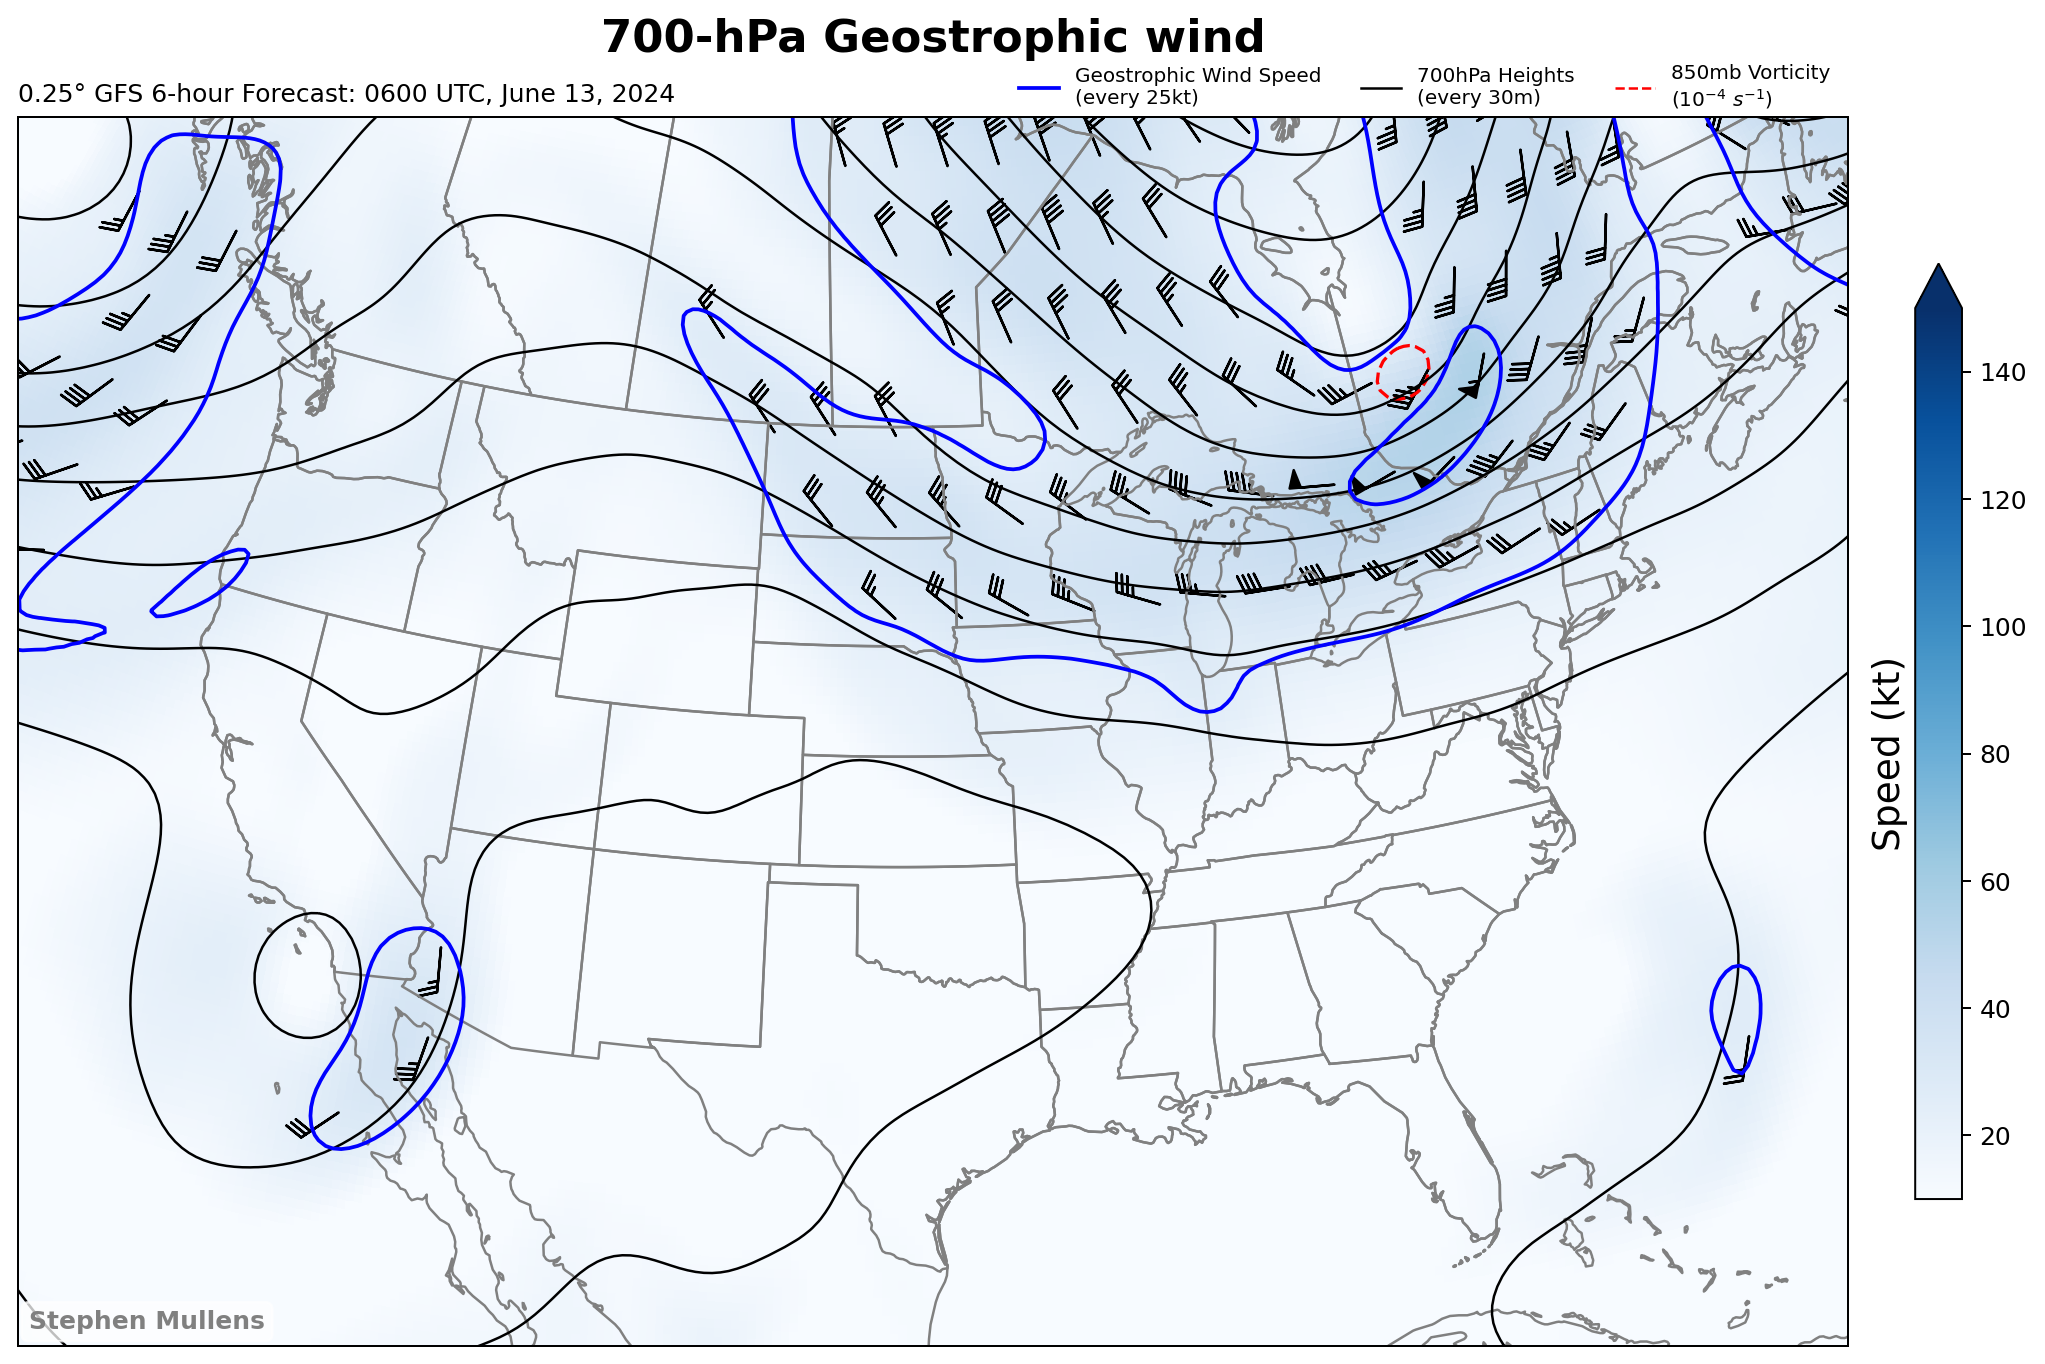 700-hPa Geostrophic wind
0.25° GFS 6-hour Forecast: 0600 UTC, June 13, 2024
Geostrophic Wind Speed
(every 25kt)
700hPa Heights
(every 30m)
850mb Vorticity
(10⁻⁴ s⁻¹)
140
120
100
80
60
40
20
Speed (kt)
Stephen Mullens